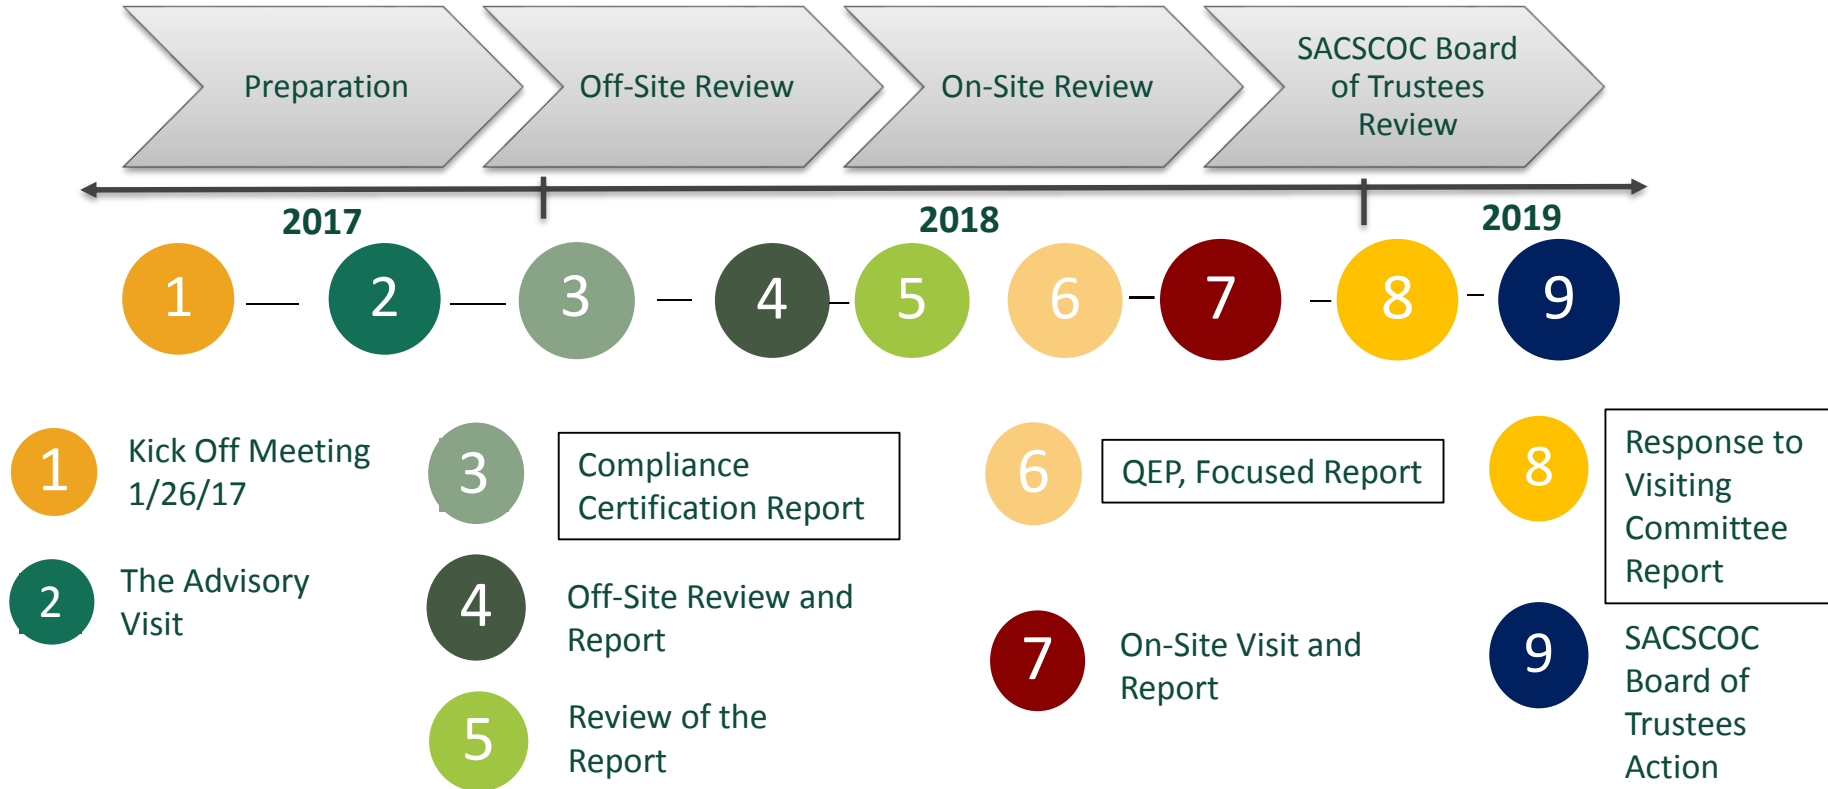 Preparation
Off-Site Review
On-Site Review
SACSCOC Board
of Trustees
Review
2017
2018
2019
1
2
3
4
5
6
7
8
9
1
Kick Off Meeting
1/26/17
2
The Advisory
Visit
3
Compliance
Certification Report
4
Off-Site Review and
Report
5
Review of the
Report
6
QEP, Focused Report
7
On-Site Visit and
Report
8
Response to
Visiting
Committee
Report
9
SACSCOC
Board of
Trustees
Action